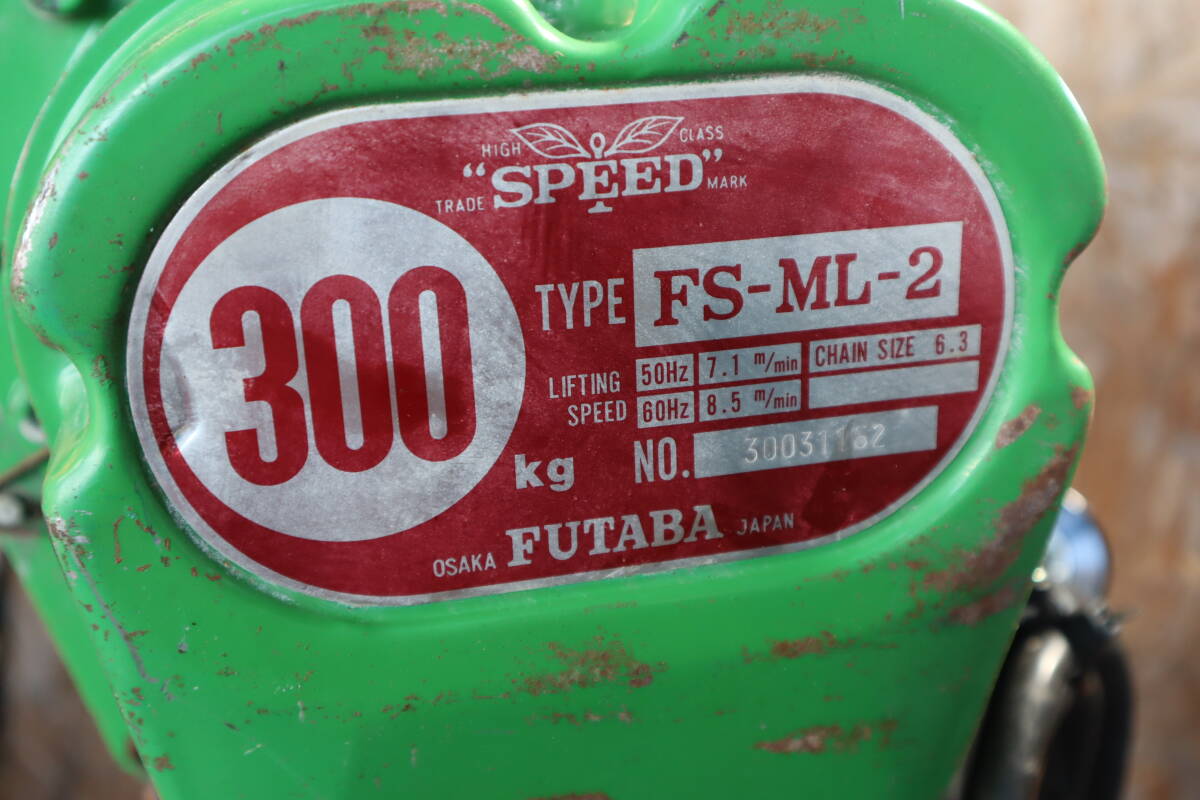 HIGH CLASS
TRADE "SPEED" MARK
300 kg
TYPE FS-ML-2
LIFTING SPEED
50Hz 7.1 m/min
60Hz 8.5 m/min
CHAIN SIZE 6.3
NO. 30031162
OSAKA FUTABA JAPAN